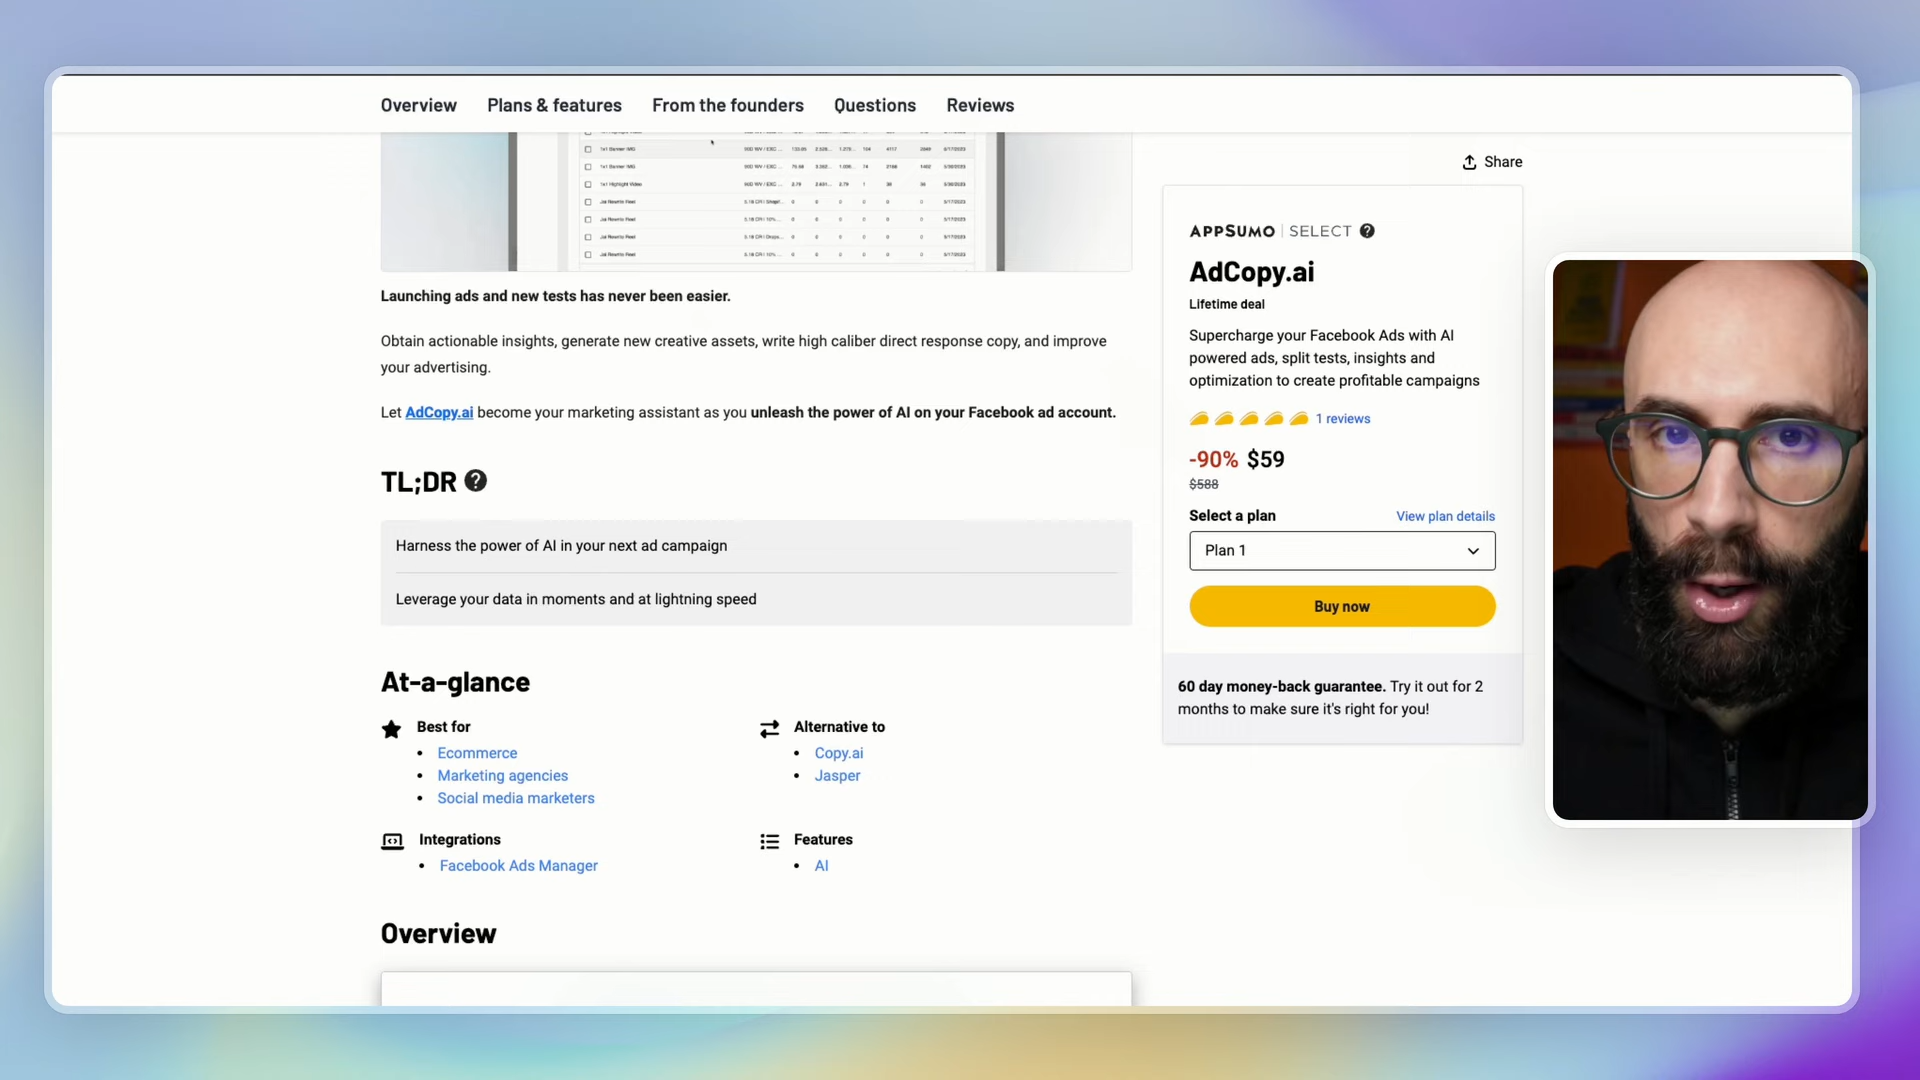 Overview Plans & features From the founders Questions Reviews
Share
Launching ads and new tests has never been easier.
Obtain actionable insights, generate new creative assets, write high caliber direct response copy, and improve
your advertising.
Let AdCopy.ai become your marketing assistant as you unleash the power of AI on your Facebook ad account.
TL;DR ?
Harness the power of AI in your next ad campaign
Leverage your data in moments and at lightning speed
At-a-glance
Best for
• Ecommerce
• Marketing agencies
• Social media marketers
Alternative to
• Copy.ai
• Jasper
Integrations
• Facebook Ads Manager
Features
• AI
Overview
APPSUMO | SELECT ?
AdCopy.ai
Lifetime deal
Supercharge your Facebook Ads with AI
powered ads, split tests, insights and
optimization to create profitable campaigns
1 reviews
-90% $59
$588
Select a plan View plan details
Plan 1
Buy now
60 day money-back guarantee. Try it out for 2
months to make sure it's right for you!